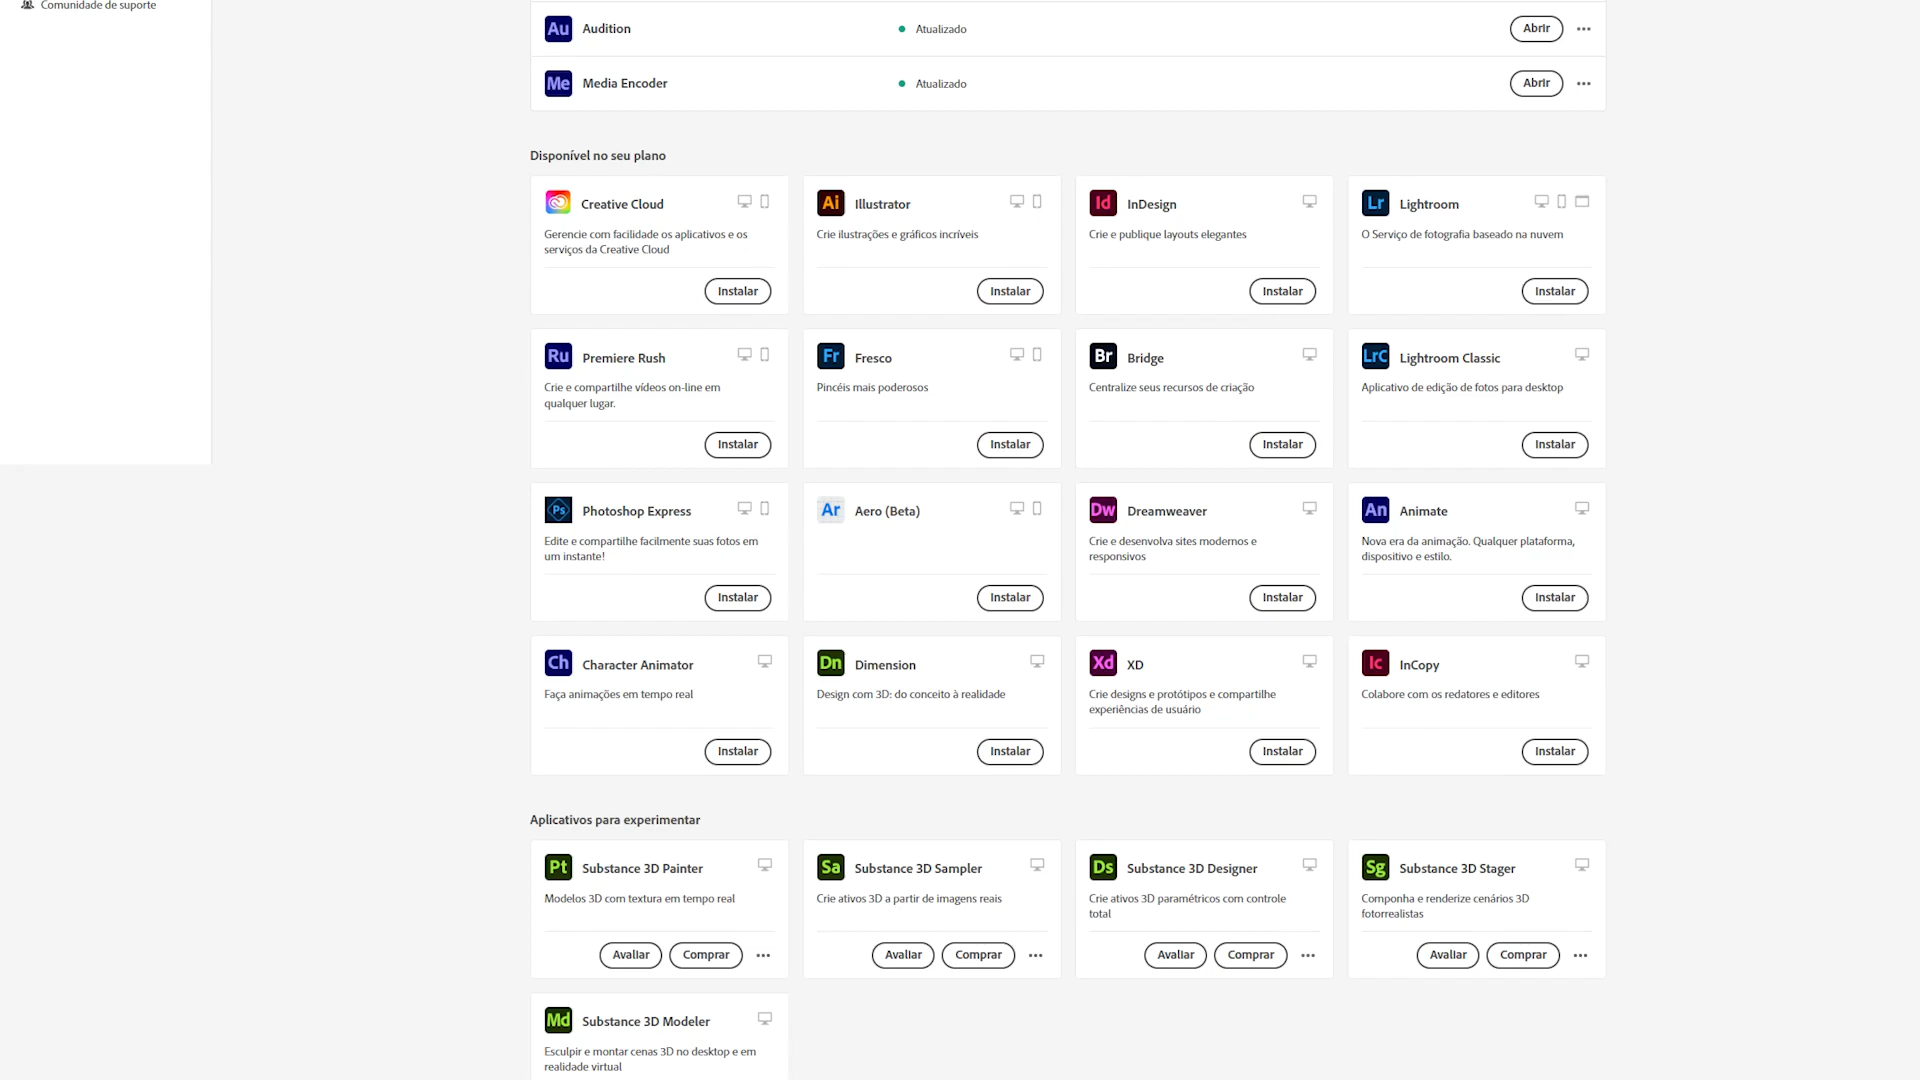 Comunidade de suporte
Au Audition Atualizado Abrir
Me Media Encoder Atualizado Abrir
Disponível no seu plano
Creative Cloud
Gerencie com facilidade os aplicativos e os
serviços da Creative Cloud
Instalar
Ai Illustrator
Crie ilustrações e gráficos incríveis
Instalar
Id InDesign
Crie e publique layouts elegantes
Instalar
Lr Lightroom
O Serviço de fotografia baseado na nuvem
Instalar
Ru Premiere Rush
Crie e compartilhe vídeos on-line em
qualquer lugar.
Instalar
Fr Fresco
Pincéis mais poderosos
Instalar
Br Bridge
Centralize seus recursos de criação
Instalar
LrC Lightroom Classic
Aplicativo de edição de fotos para desktop
Instalar
Ps Photoshop Express
Edite e compartilhe facilmente suas fotos em
um instante!
Instalar
Ar Aero (Beta)
Instalar
Dw Dreamweaver
Crie e desenvolva sites modernos e
responsivos
Instalar
An Animate
Nova era da animação. Qualquer plataforma,
dispositivo e estilo.
Instalar
Ch Character Animator
Faça animações em tempo real
Instalar
Dn Dimension
Design com 3D: do conceito à realidade
Instalar
Xd XD
Crie designs e protótipos e compartilhe
experiências de usuário
Instalar
Ic InCopy
Colabore com os redatores e editores
Instalar
Aplicativos para experimentar
Pt Substance 3D Painter
Modelos 3D com textura em tempo real
Avaliar Comprar
Sa Substance 3D Sampler
Crie ativos 3D a partir de imagens reais
Avaliar Comprar
Ds Substance 3D Designer
Crie ativos 3D paramétricos com controle
total
Avaliar Comprar
Sg Substance 3D Stager
Componha e renderize cenários 3D
fotorrealistas
Avaliar Comprar
Md Substance 3D Modeler
Esculpir e montar cenas 3D no desktop e em
realidade virtual